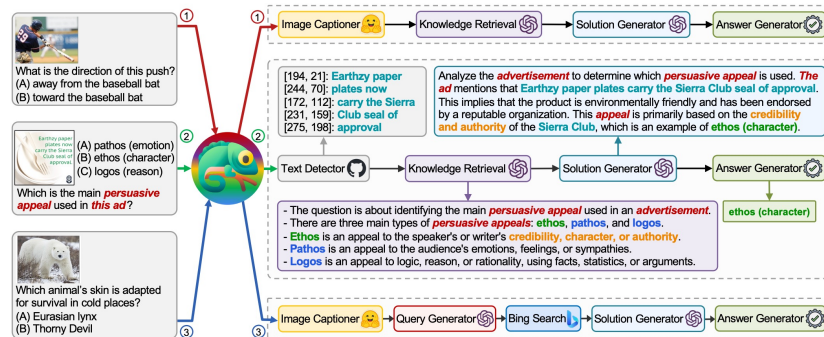 ①
What is the direction of this push?
(A) away from the baseball bat
(B) toward the baseball bat
②
Earthzy paper
plates now
carry the Sierra
Club seal of
approval
(A) pathos (emotion)
(B) ethos (character)
(C) logos (reason)
Which is the main persuasive
appeal used in this ad?
③
Which animal's skin is adapted
for survival in cold places?
(A) Eurasian lynx
(B) Thorny Devil
①
Image Captioner
Knowledge Retrieval
Solution Generator
Answer Generator
②
[194, 21]: Earthzy paper
[244, 70]: plates now
[172, 112]: carry the Sierra
[231, 159]: Club seal of
[275, 198]: approval
Analyze the advertisement to determine which persuasive appeal is used. The
ad mentions that Earthzy paper plates carry the Sierra Club seal of approval.
This implies that the product is environmentally friendly and has been endorsed
by a reputable organization. This appeal is primarily based on the credibility
and authority of the Sierra Club, which is an example of ethos (character).
Text Detector
Knowledge Retrieval
Solution Generator
Answer Generator
- The question is about identifying the main persuasive appeal used in an advertisement.
- There are three main types of persuasive appeals: ethos, pathos, and logos.
- Ethos is an appeal to the speaker's or writer's credibility, character, or authority.
- Pathos is an appeal to the audience's emotions, feelings, or sympathies.
- Logos is an appeal to logic, reason, or rationality, using facts, statistics, or arguments.
ethos (character)
③
Image Captioner
Query Generator
Bing Search
Solution Generator
Answer Generator